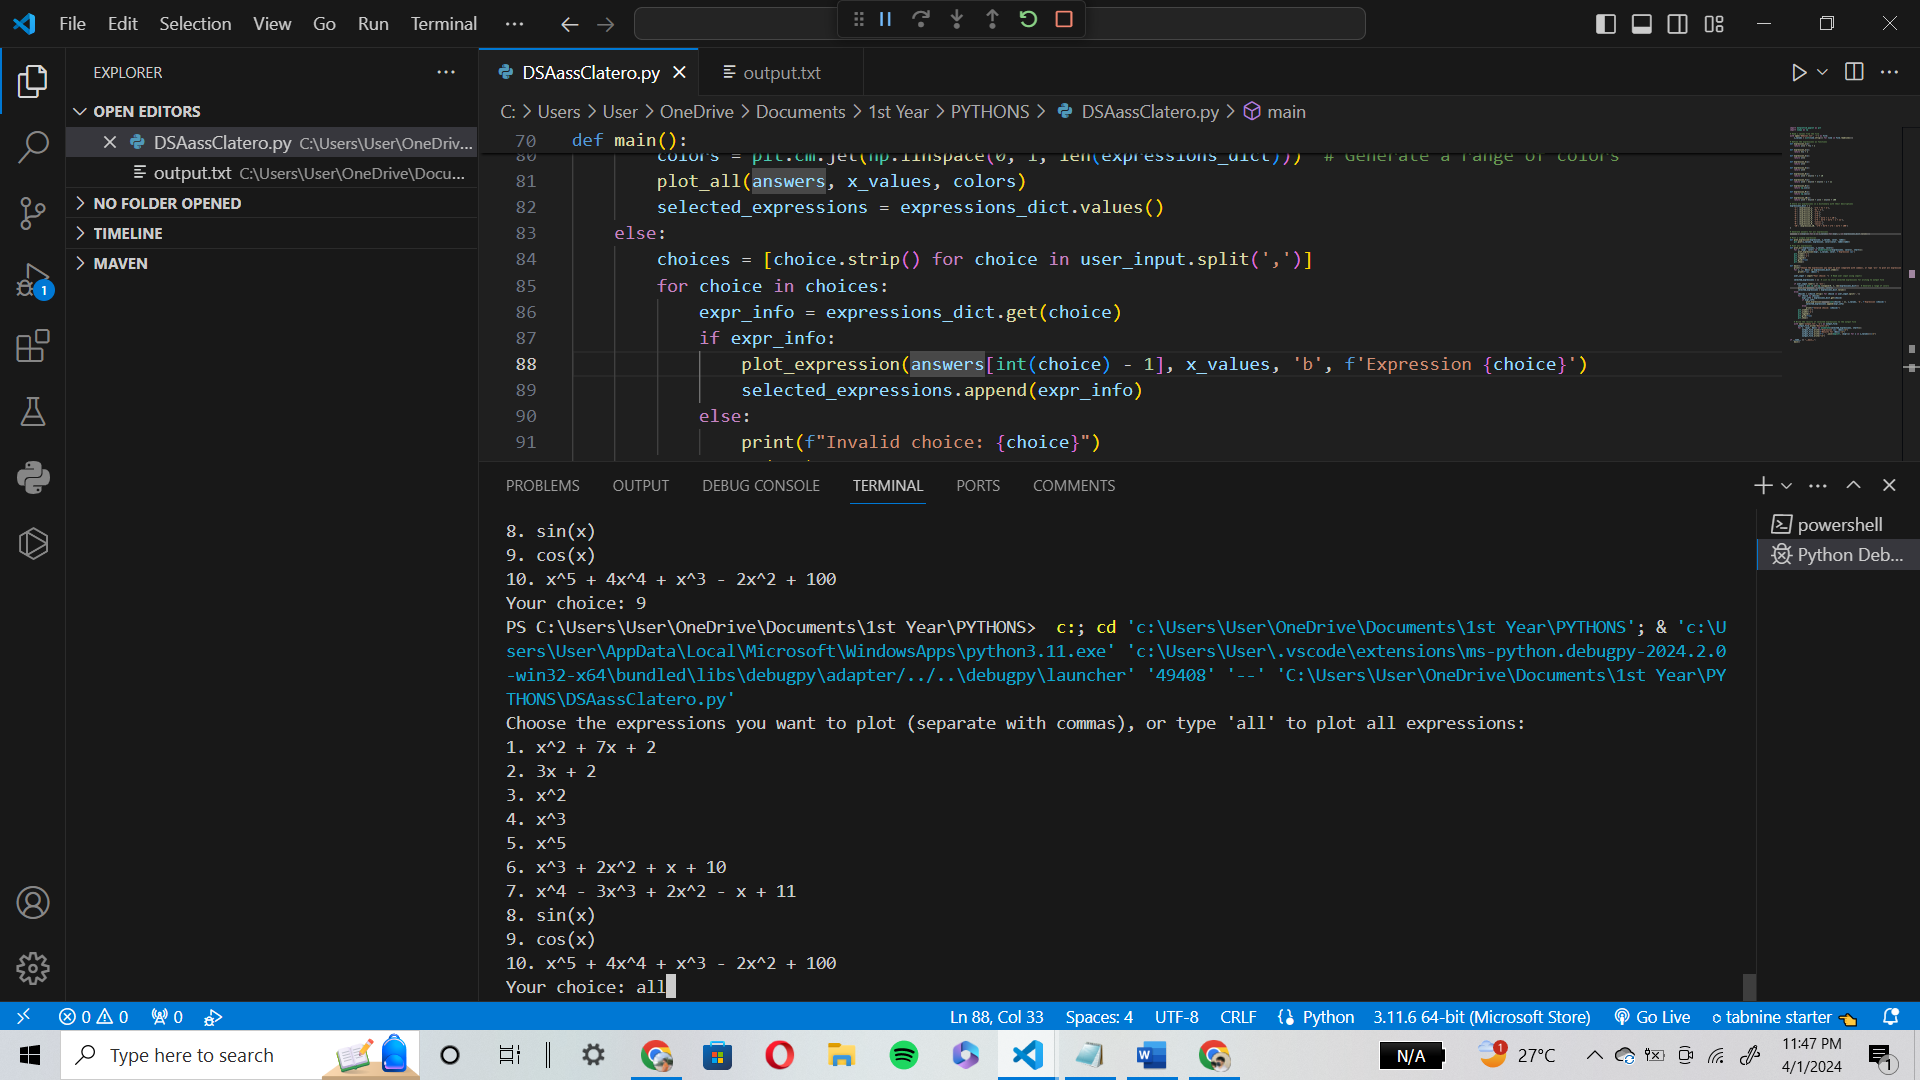 File Edit Selection View Go Run Terminal ···
EXPLORER
OPEN EDITORS
DSAassClatero.py C:\Users\User\OneDriv...
output.txt C:\Users\User\OneDrive\Docu...
NO FOLDER OPENED
TIMELINE
MAVEN
1
DSAassClatero.py
output.txt
C: > Users > User > OneDrive > Documents > 1st Year > PYTHONS > DSAassClatero.py > main
70 def main():
80 colors = plt.cm.jet(np.linspace(0, 1, len(expressions_dict))) # Generate a range of colors
81 plot_all(answers, x_values, colors)
82 selected_expressions = expressions_dict.values()
83 else:
84 choices = [choice.strip() for choice in user_input.split(',')]
85 for choice in choices:
86 expr_info = expressions_dict.get(choice)
87 if expr_info:
88 plot_expression(answers[int(choice) - 1], x_values, 'b', f'Expression {choice}')
89 selected_expressions.append(expr_info)
90 else:
91 print(f"Invalid choice: {choice}")
PROBLEMS OUTPUT DEBUG CONSOLE TERMINAL PORTS COMMENTS
powershell
Python Deb...
8. sin(x)
9. cos(x)
10. x^5 + 4x^4 + x^3 - 2x^2 + 100
Your choice: 9
PS C:\Users\User\OneDrive\Documents\1st Year\PYTHONS>  c:; cd 'c:\Users\User\OneDrive\Documents\1st Year\PYTHONS'; & 'c:\U
sers\User\AppData\Local\Microsoft\WindowsApps\python3.11.exe' 'c:\Users\User\.vscode\extensions\ms-python.debugpy-2024.2.0
-win32-x64\bundled\libs\debugpy\adapter/../..\debugpy\launcher' '49408' '--' 'C:\Users\User\OneDrive\Documents\1st Year\PY
THONS\DSAassClatero.py'
Choose the expressions you want to plot (separate with commas), or type 'all' to plot all expressions:
1. x^2 + 7x + 2
2. 3x + 2
3. x^2
4. x^3
5. x^5
6. x^3 + 2x^2 + x + 10
7. x^4 - 3x^3 + 2x^2 - x + 11
8. sin(x)
9. cos(x)
10. x^5 + 4x^4 + x^3 - 2x^2 + 100
Your choice: all
0 0 0 Ln 88, Col 33 Spaces: 4 UTF-8 CRLF Python 3.11.6 64-bit (Microsoft Store) Go Live tabnine starter
Type here to search
N/A
1
27°C
11:47 PM
4/1/2024
1